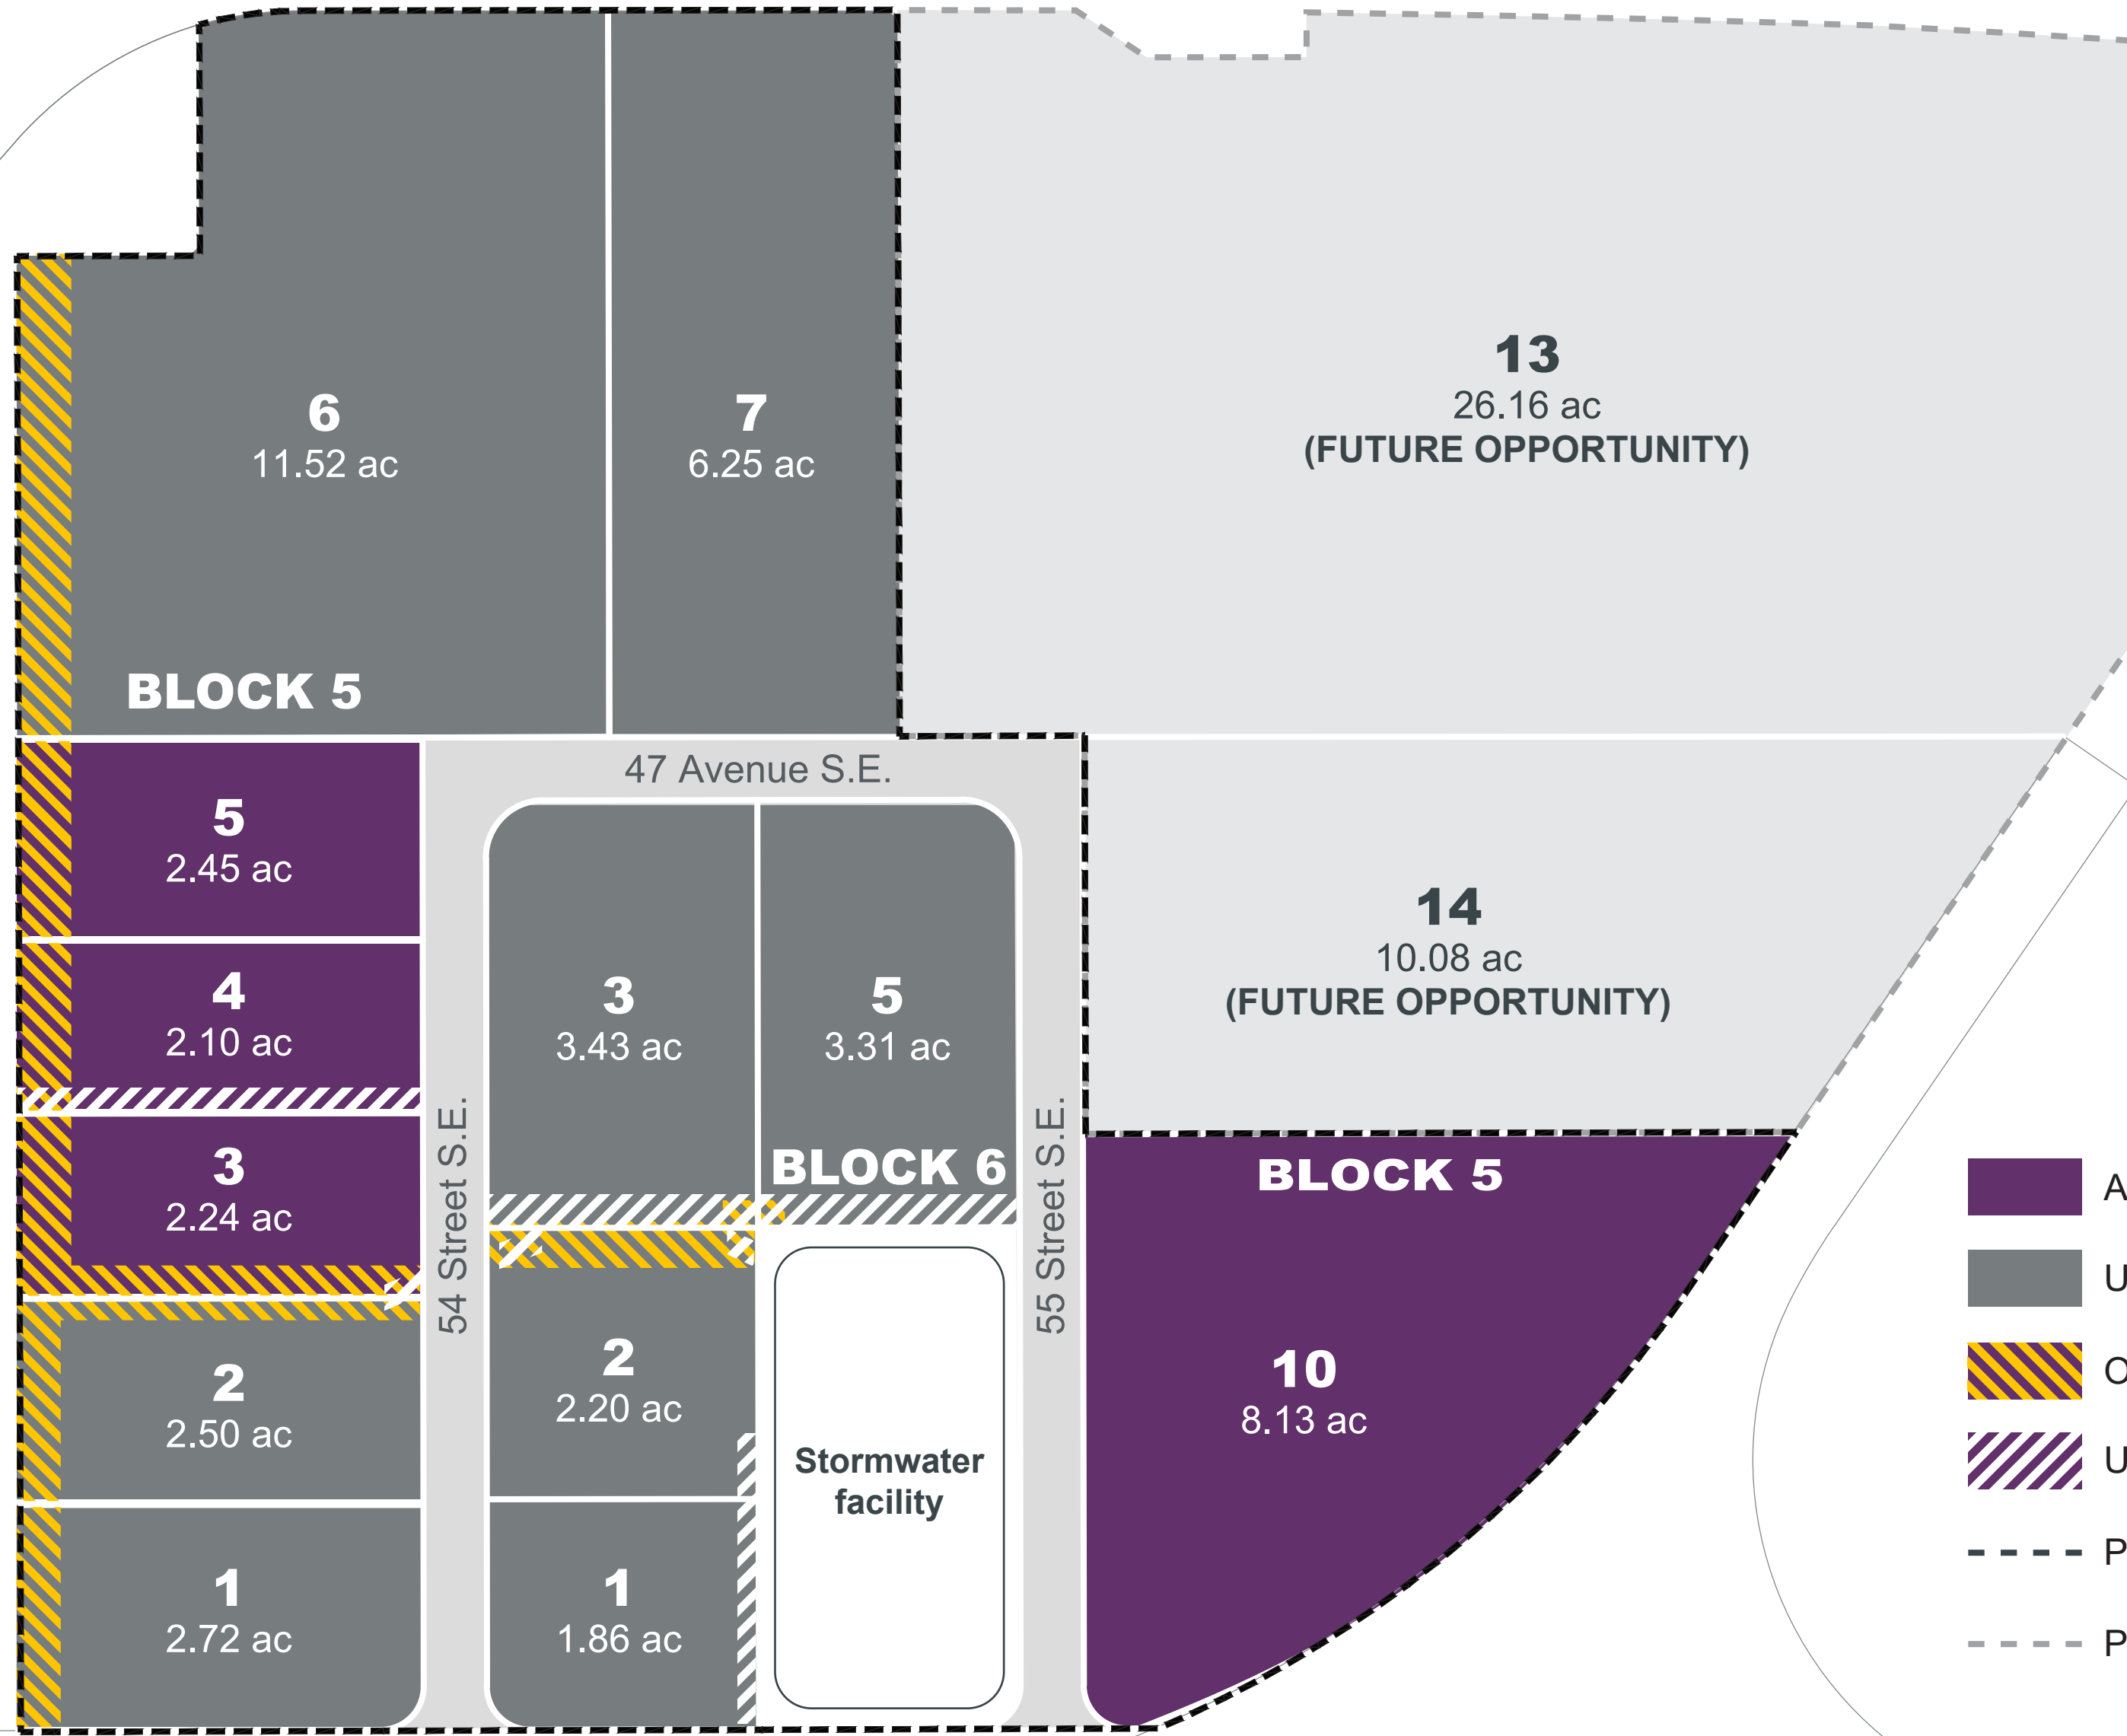 13
26.16 ac
(FUTURE OPPORTUNITY)
6
11.52 ac
7
6.25 ac
BLOCK 5
47 Avenue S.E.
5
2.45 ac
14
10.08 ac
(FUTURE OPPORTUNITY)
4
2.10 ac
3
3.43 ac
5
3.31 ac
3
2.24 ac
54 Street S.E.
BLOCK 6
55 Street S.E.
BLOCK 5
2
2.50 ac
2
2.20 ac
10
8.13 ac
Stormwater
facility
1
2.72 ac
1
1.86 ac
A
U
O
U
P
P